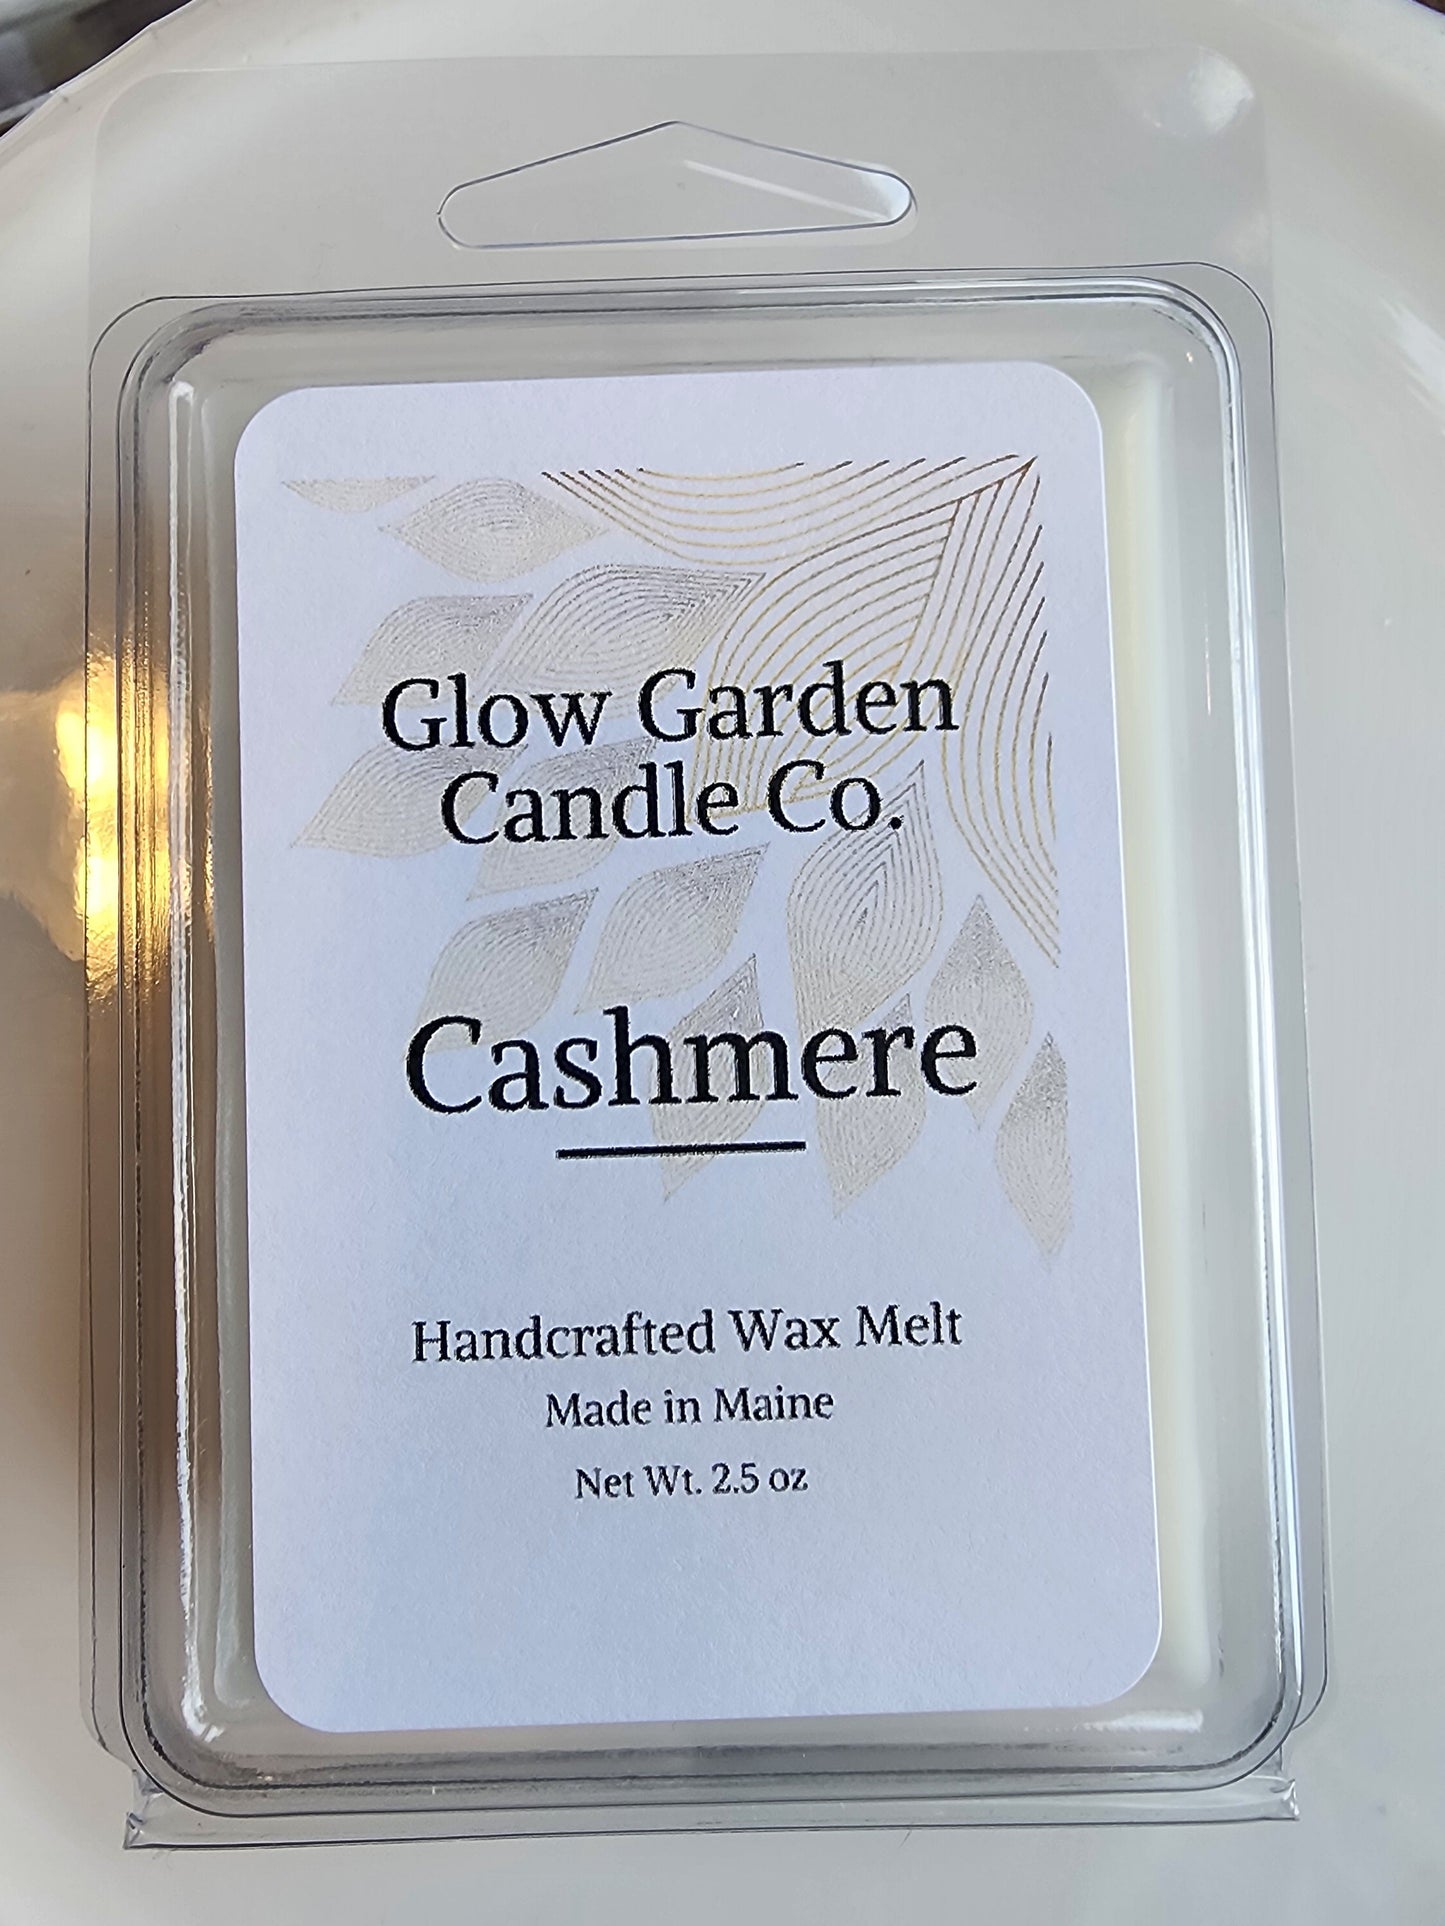 Glow Garden
Candle Co.
Cashmere
Handcrafted Wax Melt
Made in Maine
Net Wt. 2.5 oz